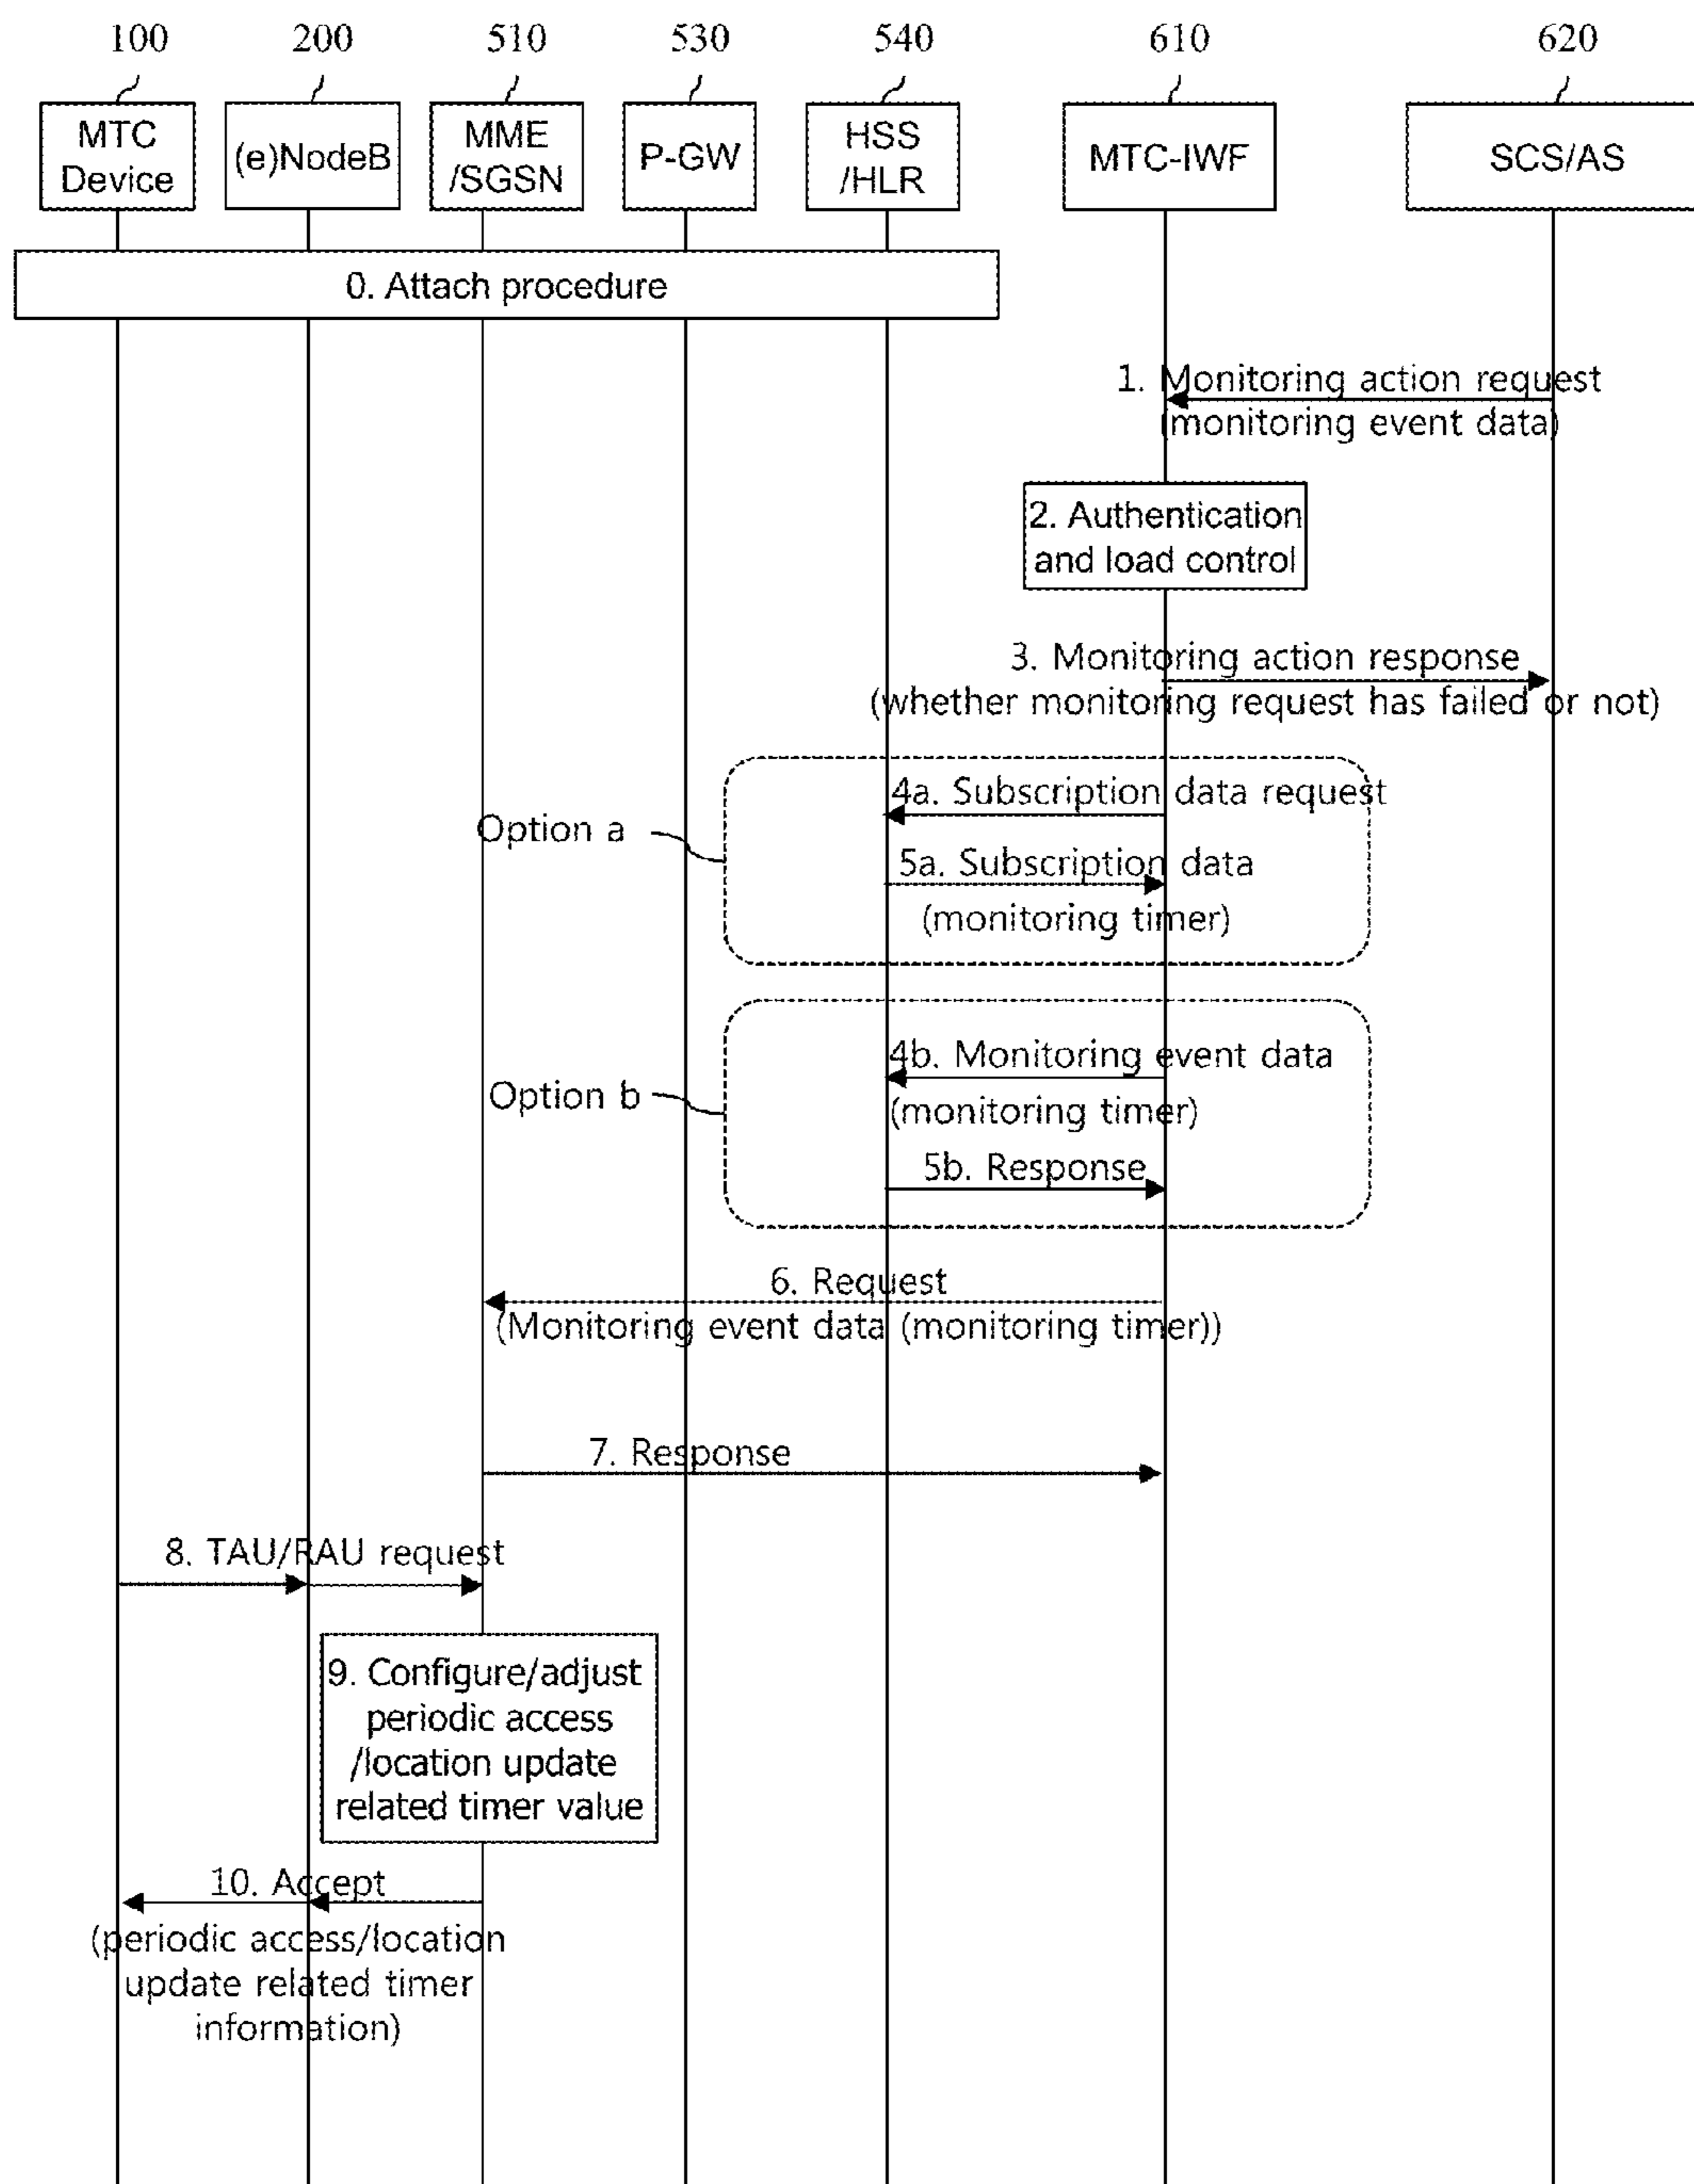 100 200 510 530 540 610 620
MTC Device
(e)NodeB
MME /SGSN
P-GW
HSS /HLR
MTC-IWF
SCS/AS
0. Attach procedure
1. Monitoring action request
(monitoring event data)
2. Authentication
and load control
3. Monitoring action response
(whether monitoring request has failed or not)
4a. Subscription data request
Option a
5a. Subscription data
(monitoring timer)
4b. Monitoring event data
Option b
(monitoring timer)
5b. Response
6. Request
(Monitoring event data (monitoring timer))
7. Response
8. TAU/RAU request
9. Configure/adjust
periodic access
/location update
related timer value
10. Accept
(periodic access/location
update related timer
information)